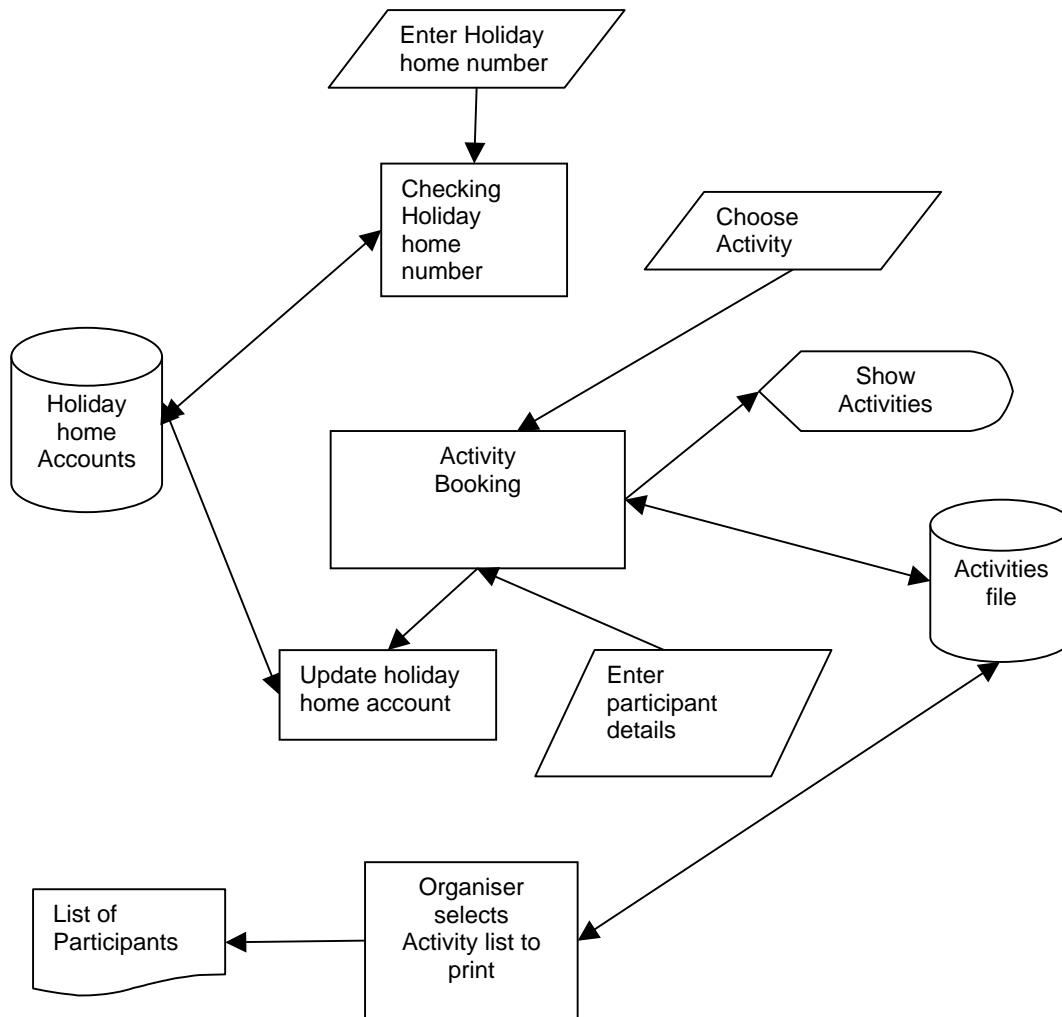 Enter Holiday
home number
Checking
Holiday
home
number
Choose
Activity
Show
Activities
Holiday
home
Accounts
Activity
Booking
Activities
file
Update holiday
home account
Enter
participant
details
List of
Participants
Organiser
selects
Activity list to
print